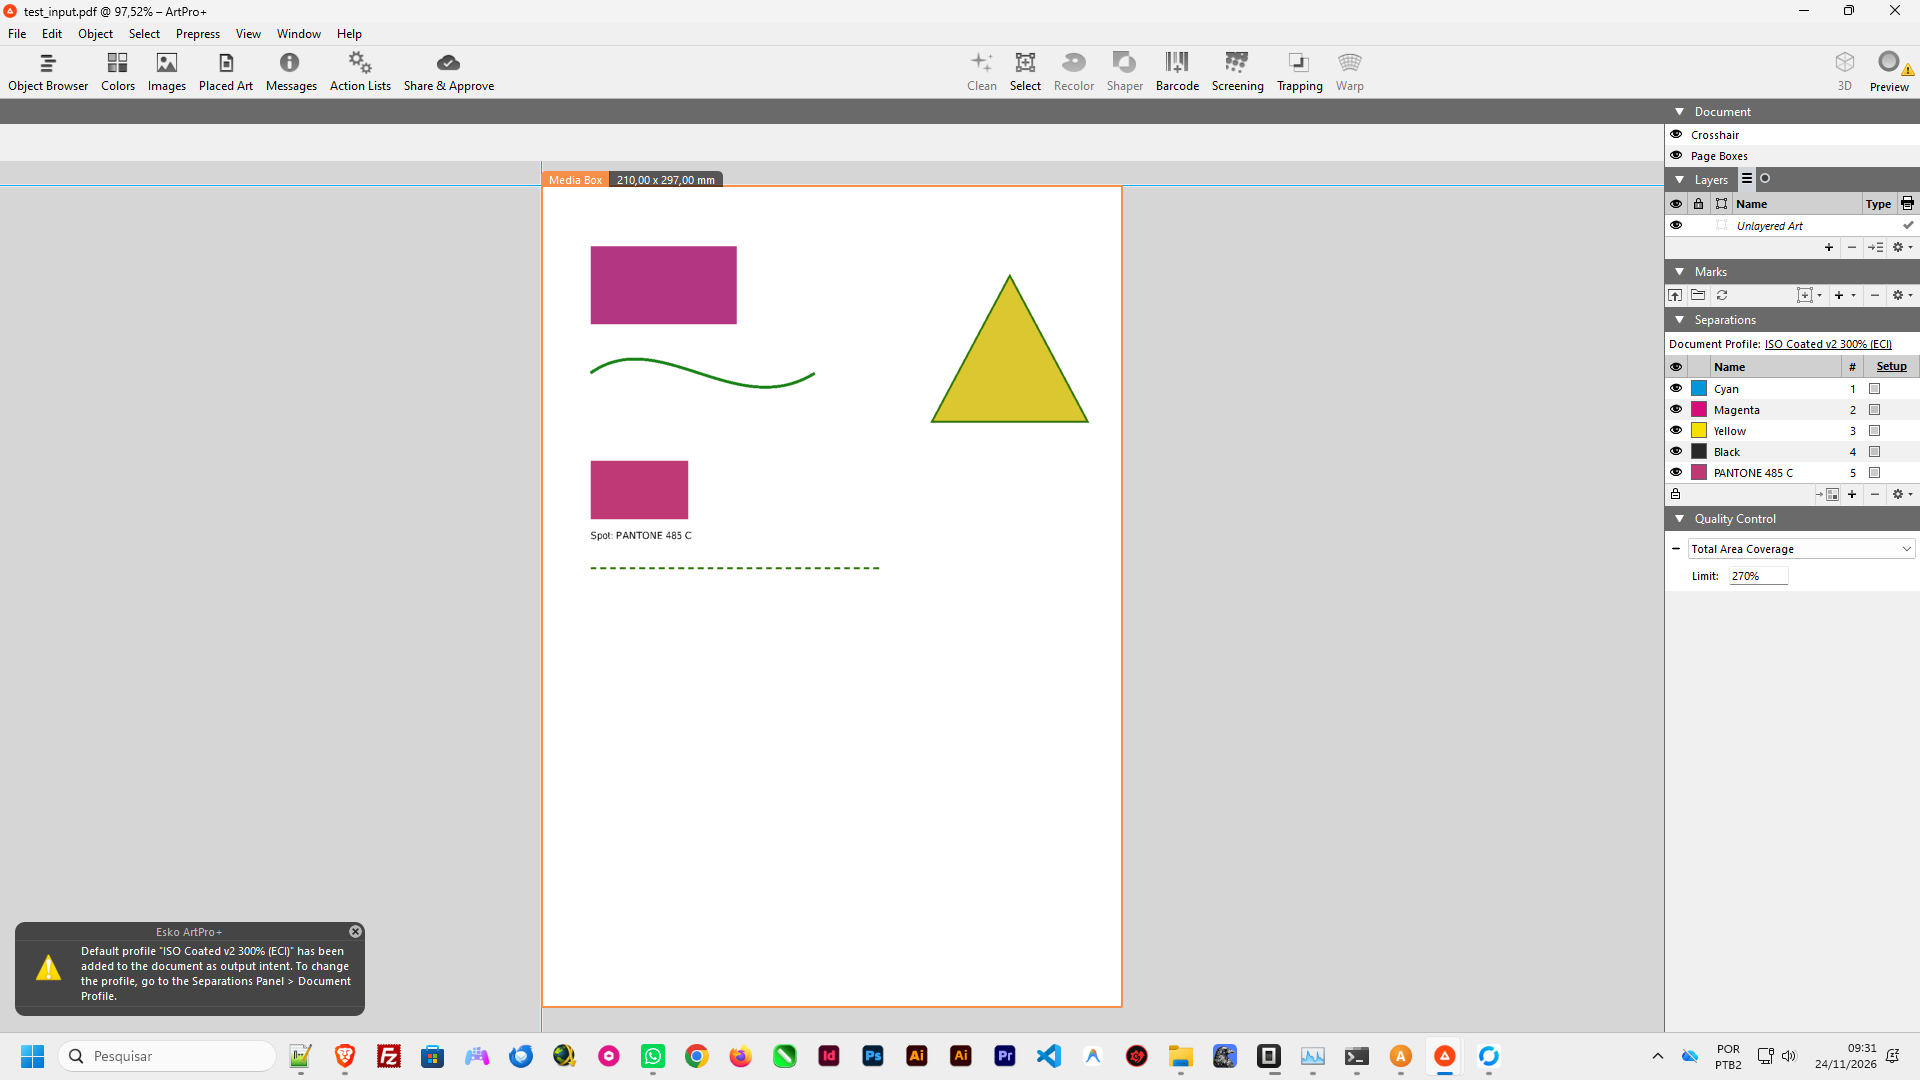 test_input.pdf @ 97,52% – ArtPro+
File Edit Object Select Prepress View Window Help
Object Browser Colors Images Placed Art Messages Action Lists Share & Approve Clean Select Recolor Shaper Barcode Screening Trapping Warp 3D Preview
Document
Crosshair
Page Boxes
Media Box 210,00 x 297,00 mm
Layers
Name Type
Unlayered Art
Marks
Separations
Document Profile: ISO Coated v2 300% (ECI)
Name # Setup
Cyan 1
Magenta 2
Yellow 3
Black 4
PANTONE 485 C 5
Quality Control
Total Area Coverage
Limit: 270%
Spot: PANTONE 485 C
Esko ArtPro+
Default profile "ISO Coated v2 300% (ECI)" has been
added to the document as output intent. To change
the profile, go to the Separations Panel > Document
Profile.
Pesquisar
POR
PTB2
09:31
24/11/2026